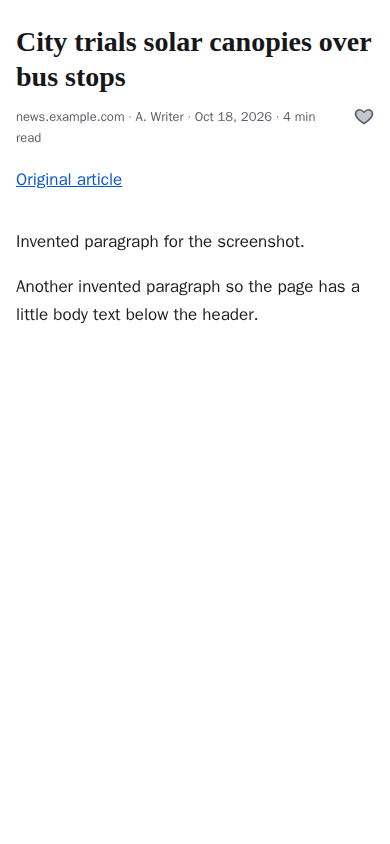 City trials solar canopies over
bus stops
news.example.com · A. Writer · Oct 18, 2026 · 4 min
read
Original article
Invented paragraph for the screenshot.
Another invented paragraph so the page has a
little body text below the header.